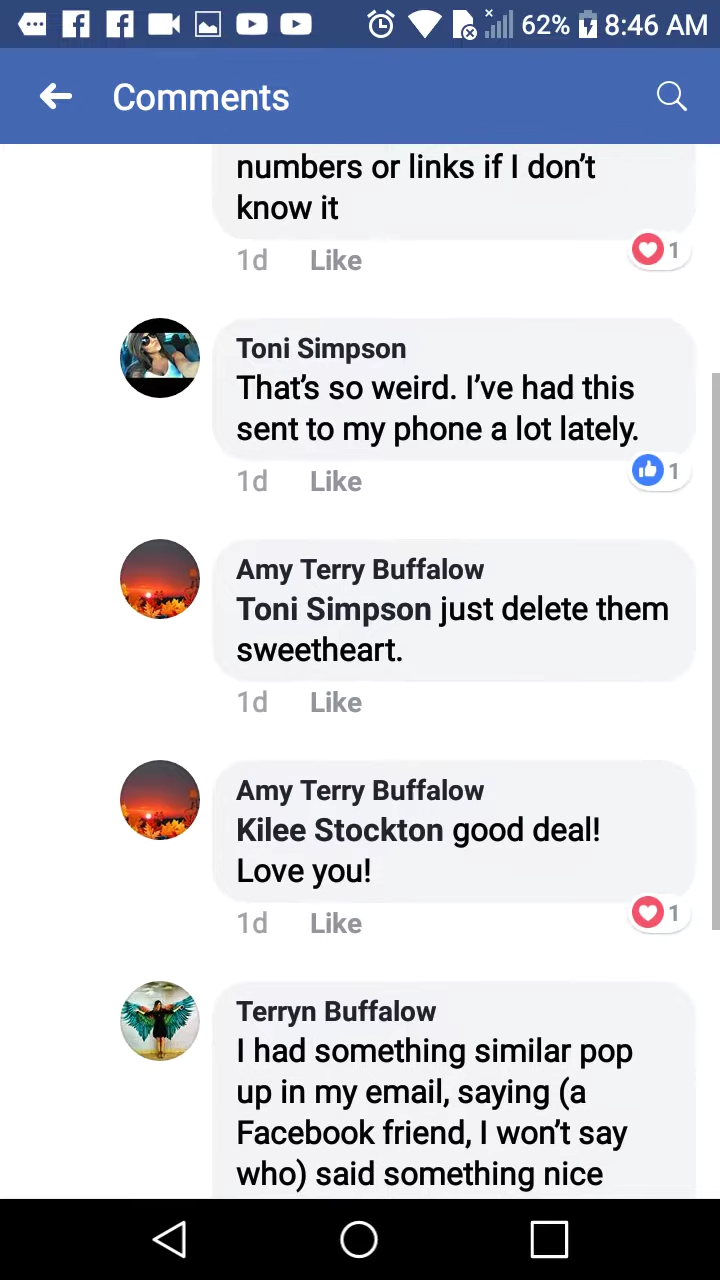 62% 8:46 AM
Comments
numbers or links if I don't
know it
1d Like 1
Toni Simpson
That's so weird. I've had this
sent to my phone a lot lately.
1d Like 1
Amy Terry Buffalow
Toni Simpson just delete them
sweetheart.
1d Like
Amy Terry Buffalow
Kilee Stockton good deal!
Love you!
1d Like 1
Terryn Buffalow
I had something similar pop
up in my email, saying (a
Facebook friend, I won't say
who) said something nice